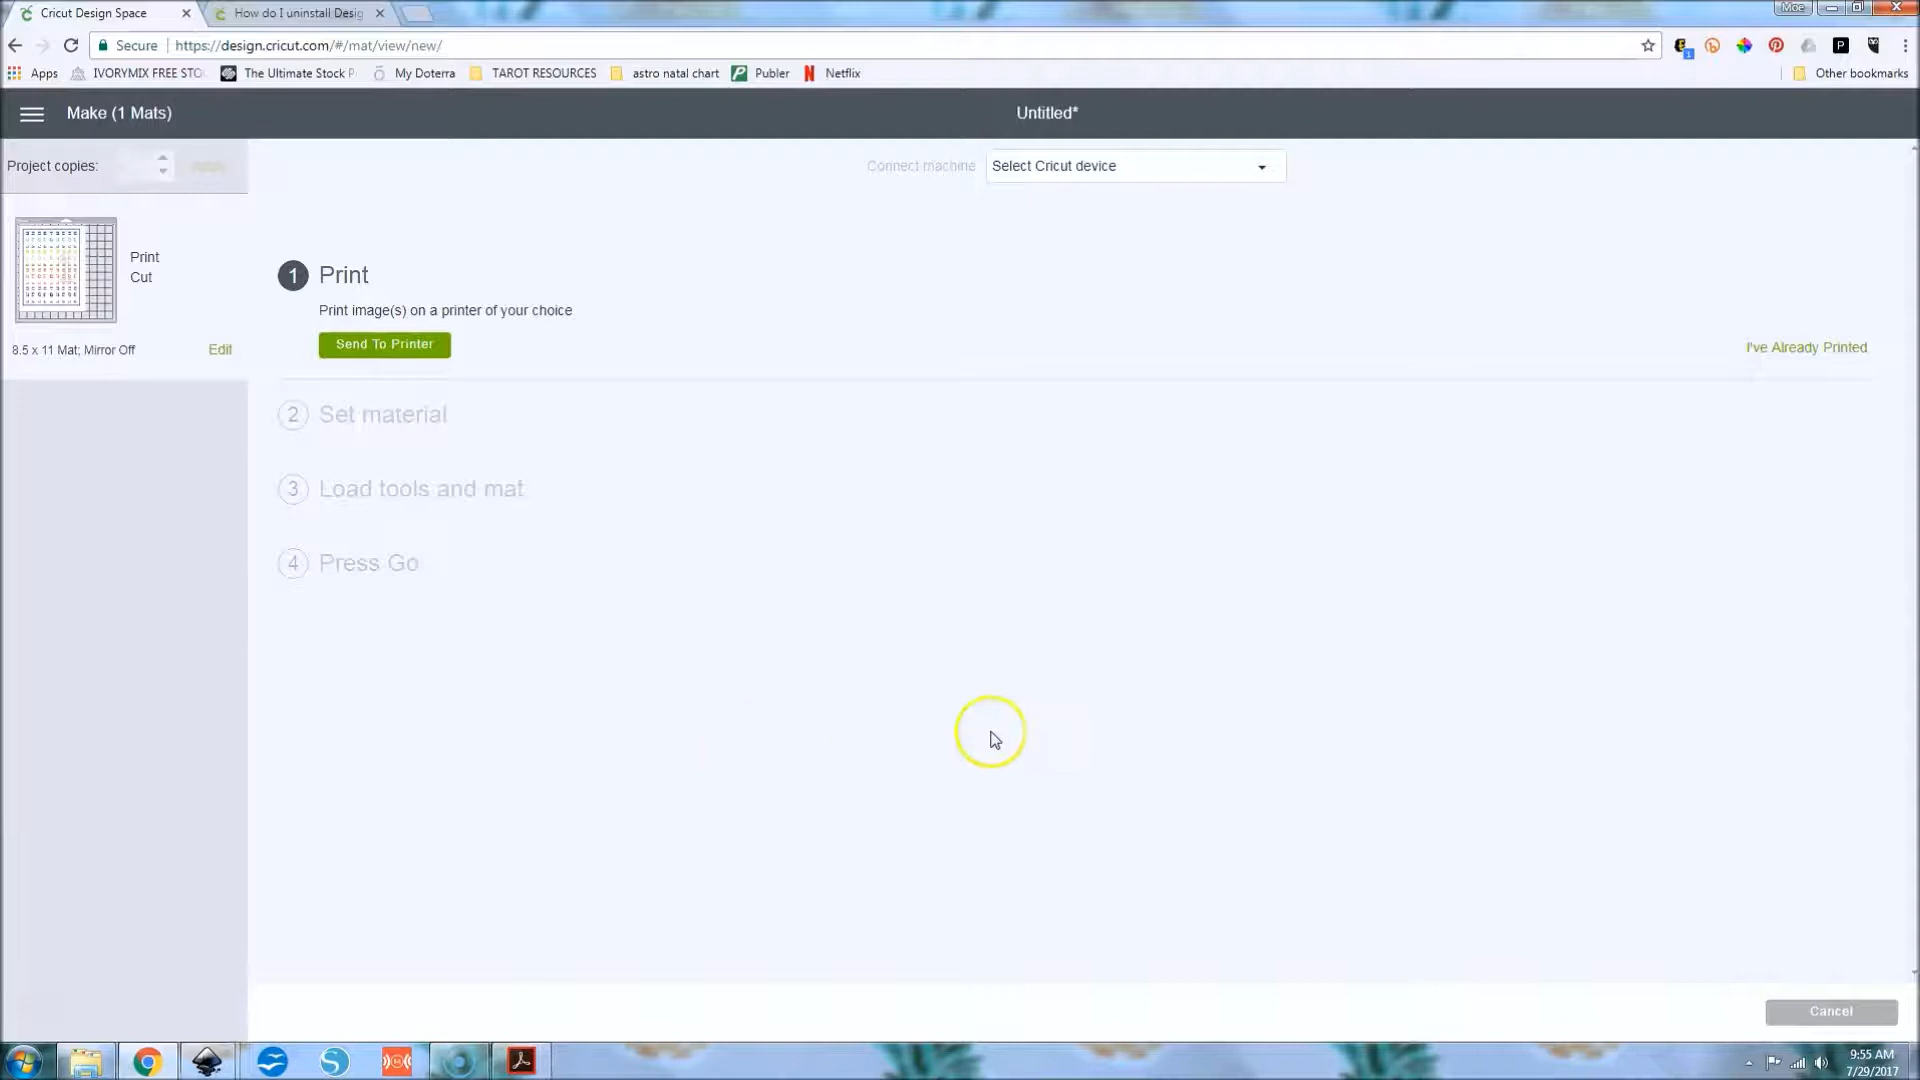 Cricut Design Space
How do I uninstall Desig
Moe
Secure
https://design.cricut.com/#/mat/view/new/
Apps
IVORYMIX FREE STO
The Ultimate Stock P
My Doterra
TAROT RESOURCES
astro natal chart
Publer
Netflix
Other bookmarks
Make (1 Mats)
Untitled*
Project copies:
Connect machine
Select Cricut device
Print
Cut
8.5 x 11 Mat; Mirror Off
Edit
1 Print
Print image(s) on a printer of your choice
Send To Printer
I've Already Printed
2 Set material
3 Load tools and mat
4 Press Go
Cancel
9:55 AM
7/29/2017